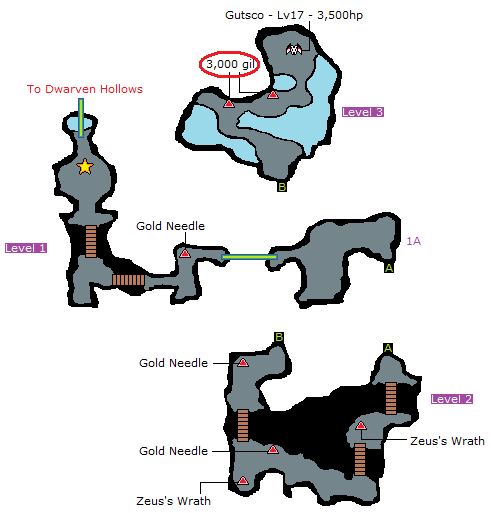 Gutsco - Lv17 - 3,500hp
3,000 gil
To Dwarven Hollows
Level 3
B
Gold Needle
1A
Level 1
A
B
A
Gold Needle
Level 2
Zeus's Wrath
Gold Needle
Zeus's Wrath